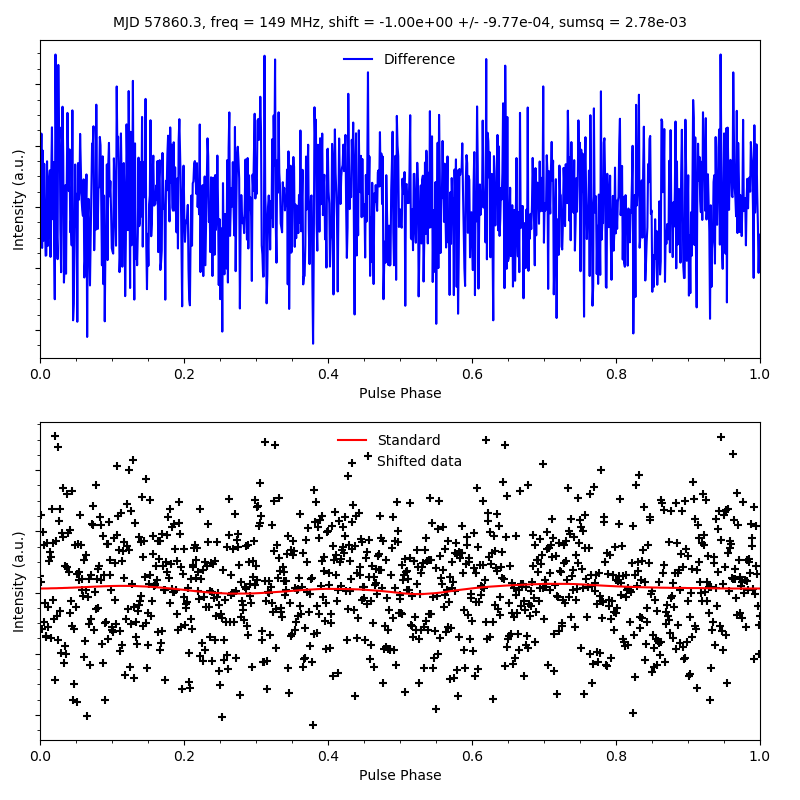 MJD 57860.3, freq = 149 MHz, shift = -1.00e+00 +/- -9.77e-04, sumsq = 2.78e-03
Difference
Intensity (a.u.)
0.0 0.2 0.4 0.6 0.8 1.0
Pulse Phase
Standard
Shifted data
Intensity (a.u.)
0.0 0.2 0.4 0.6 0.8 1.0
Pulse Phase